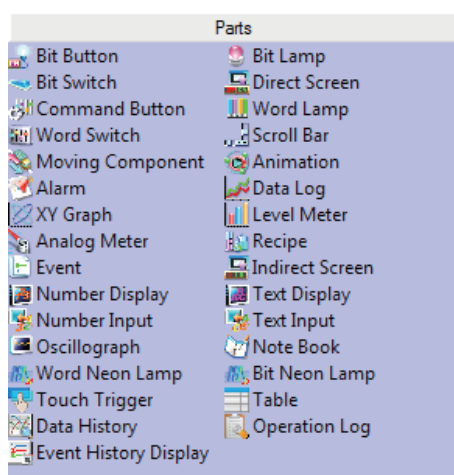 Parts
Bit Button Bit Lamp
Bit Switch Direct Screen
Command Button Word Lamp
Word Switch Scroll Bar
Moving Component Animation
Alarm Data Log
XY Graph Level Meter
Analog Meter Recipe
Event Indirect Screen
Number Display Text Display
Number Input Text Input
Oscillograph Note Book
Word Neon Lamp Bit Neon Lamp
Touch Trigger Table
Data History Operation Log
Event History Display